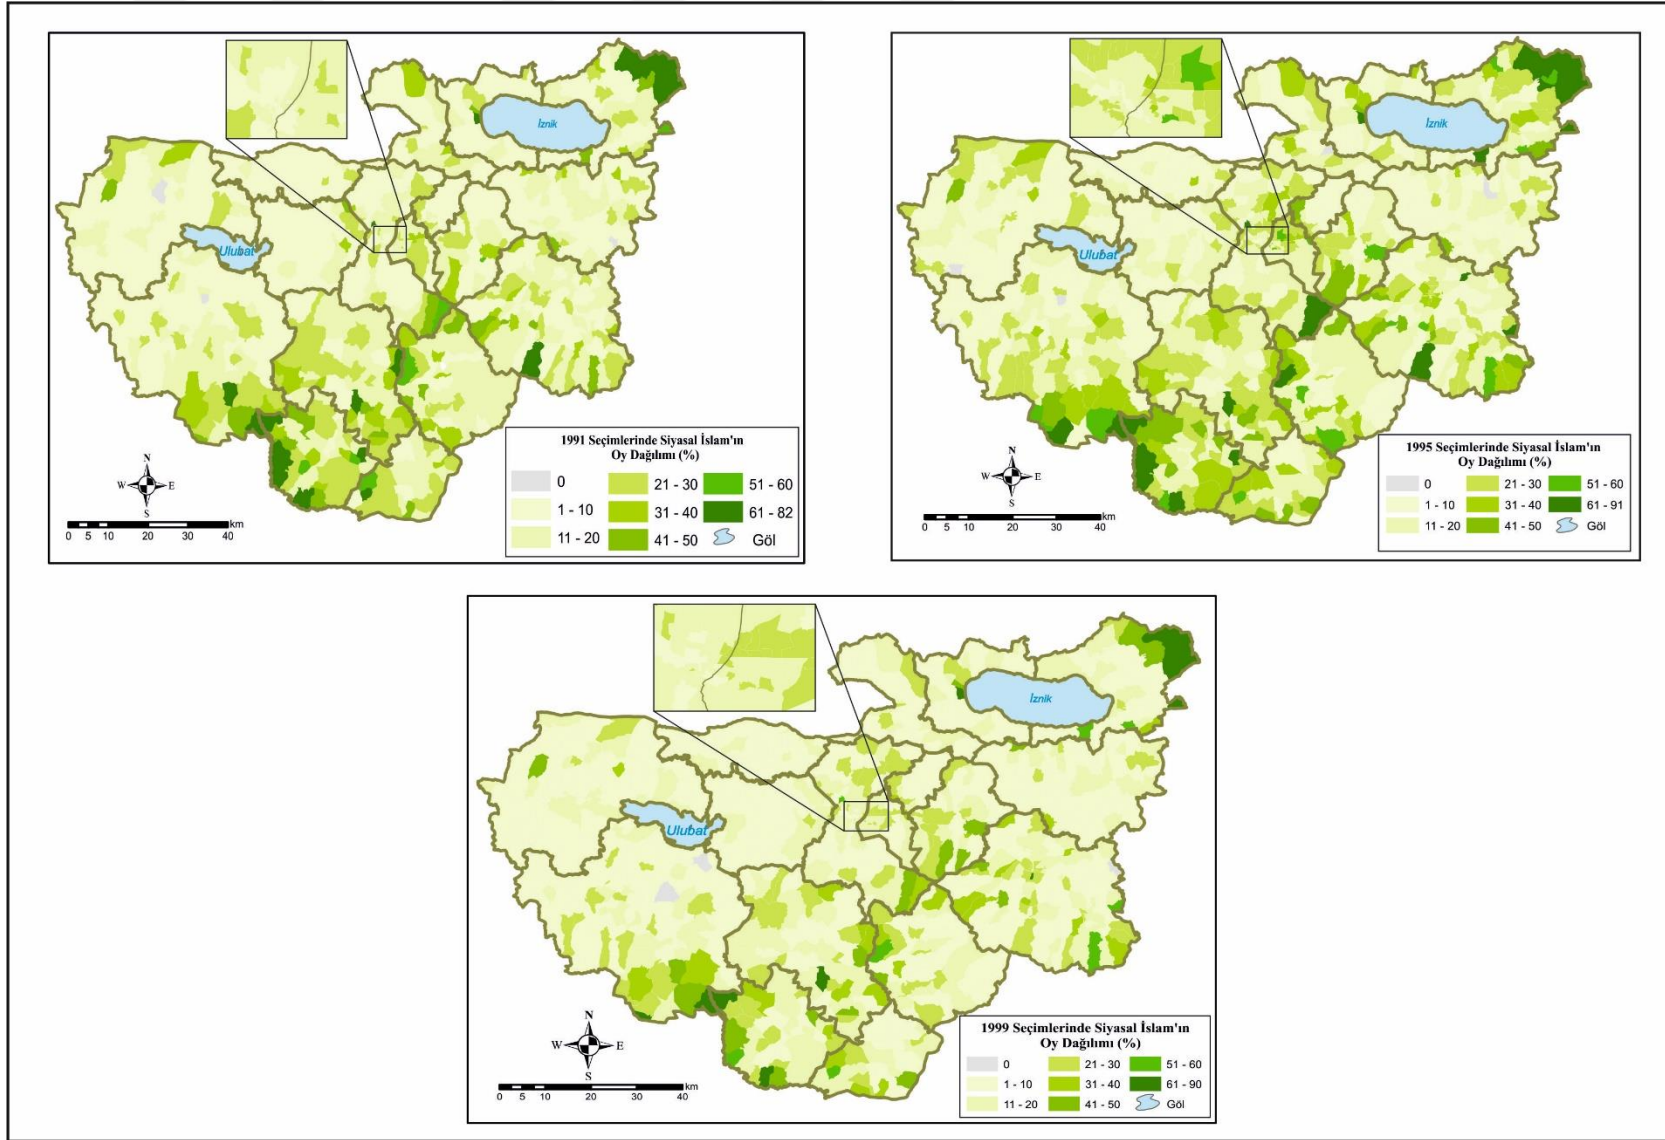 İznik
Ulubat
N
W E
S
km
0 5 10 20 30 40
1991 Seçimlerinde Siyasal İslam'ın
Oy Dağılımı (%)
0 21 - 30 51 - 60
1 - 10 31 - 40 61 - 82
11 - 20 41 - 50 Göl
İznik
Ulubat
N
W E
S
km
0 5 10 20 30 40
1995 Seçimlerinde Siyasal İslam'ın
Oy Dağılımı (%)
0 21 - 30 51 - 60
1 - 10 31 - 40 61 - 91
11 - 20 41 - 50 Göl
İznik
Ulubat
N
W E
S
km
0 5 10 20 30 40
1999 Seçimlerinde Siyasal İslam'ın
Oy Dağılımı (%)
0 21 - 30 51 - 60
1 - 10 31 - 40 61 - 90
11 - 20 41 - 50 Göl